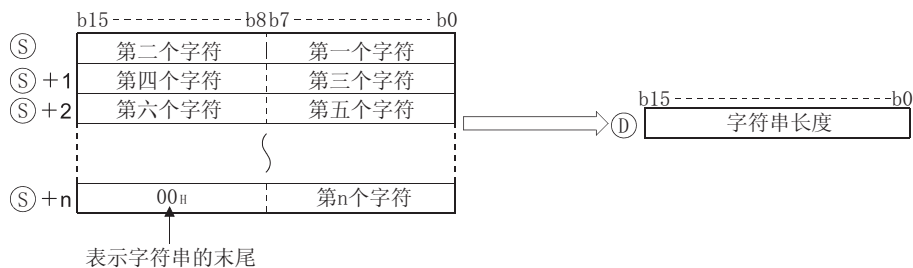 b15 b8 b7 b0
Ⓢ 第二个字符 第一个字符
Ⓢ+1 第四个字符 第三个字符
Ⓢ+2 第六个字符 第五个字符
b15 b0
Ⓓ 字符串长度
Ⓢ+n 00H 第n个字符
表示字符串的末尾